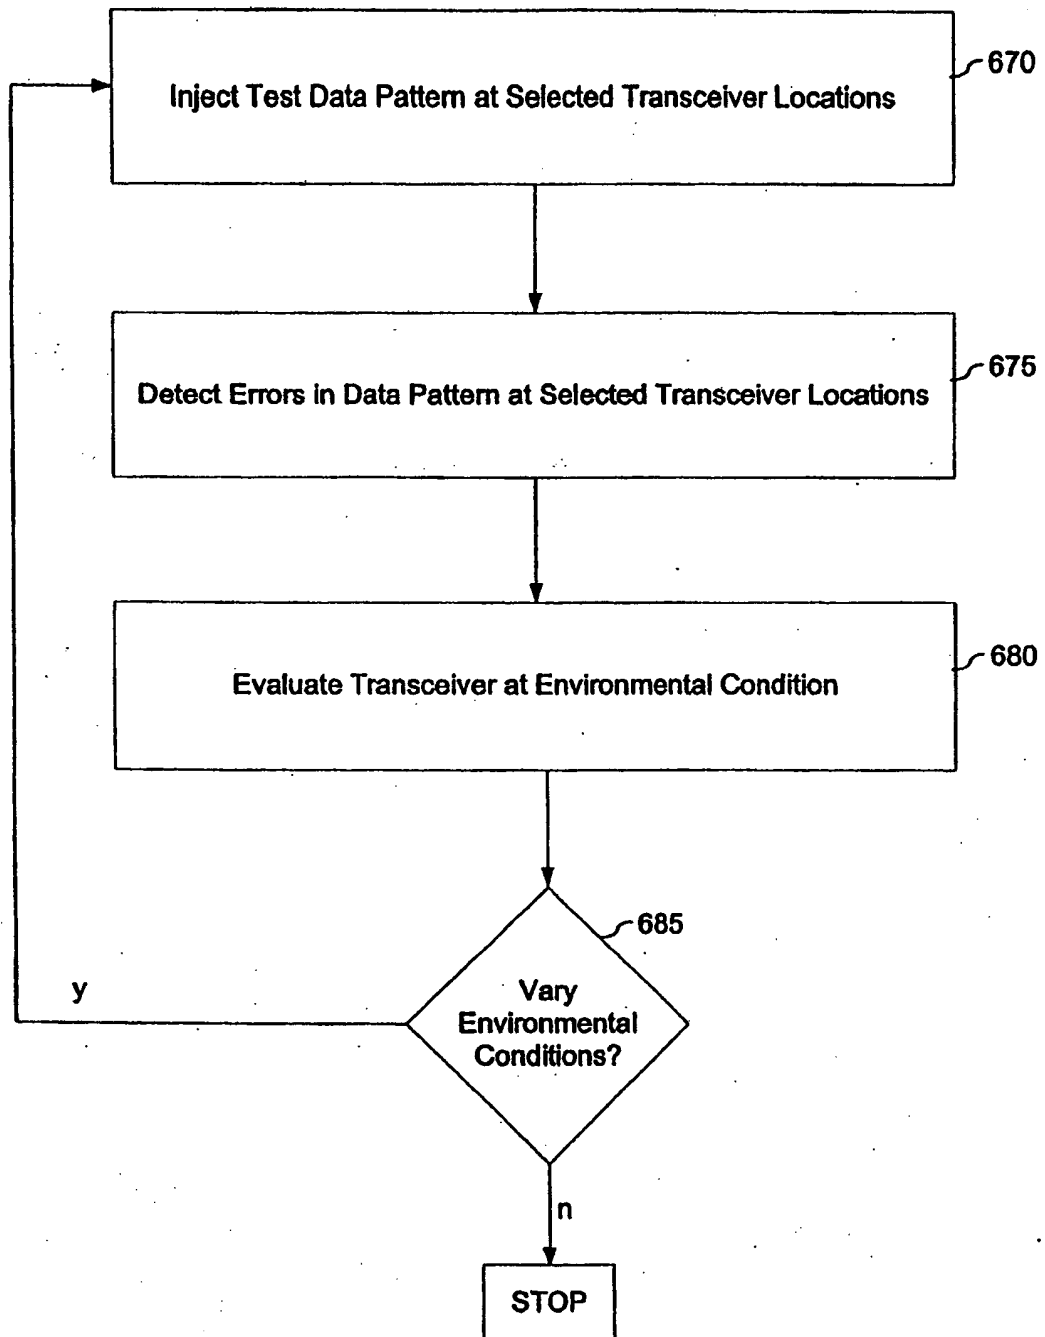 Inject Test Data Pattern at Selected Transceiver Locations
670
Detect Errors in Data Pattern at Selected Transceiver Locations
675
Evaluate Transceiver at Environmental Condition
680
685
Vary
Environmental
Conditions?
y
n
STOP